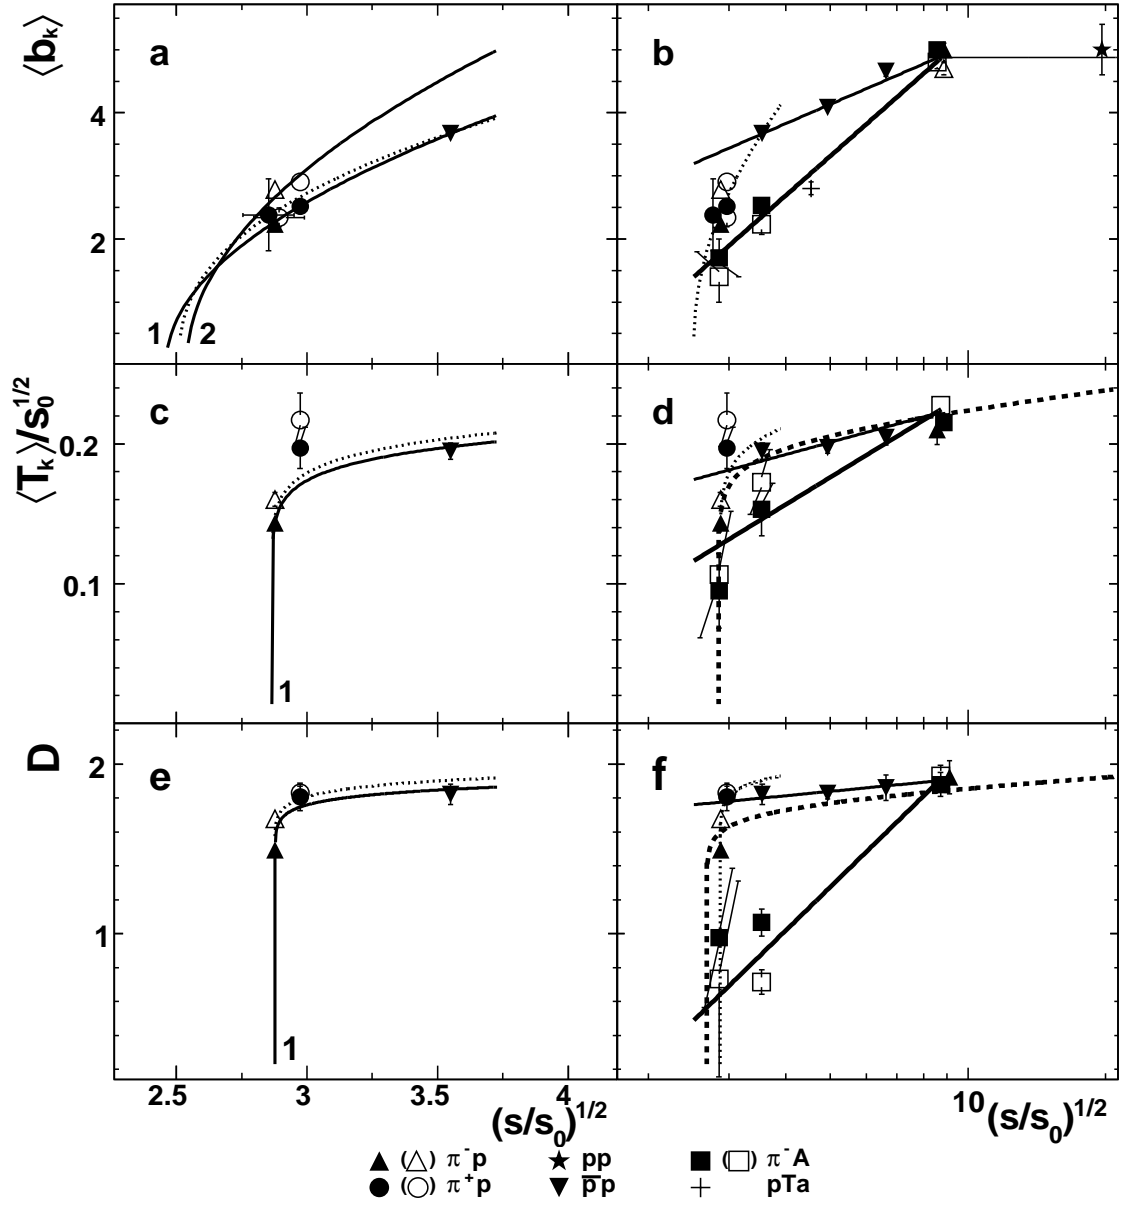 ⟨b_k⟩
a
b
4
2
1 2
⟨T_k⟩/s_0^{1/2}
c
d
0.2
0.1
1
D
e
f
2
1
1
2.5 3 3.5 4 10
(s/s_0)^{1/2} (s/s_0)^{1/2}
▲ (△) π⁻p ★ pp ■ (□) π⁻A
● (○) π⁺p ▼ p̅p + pTa